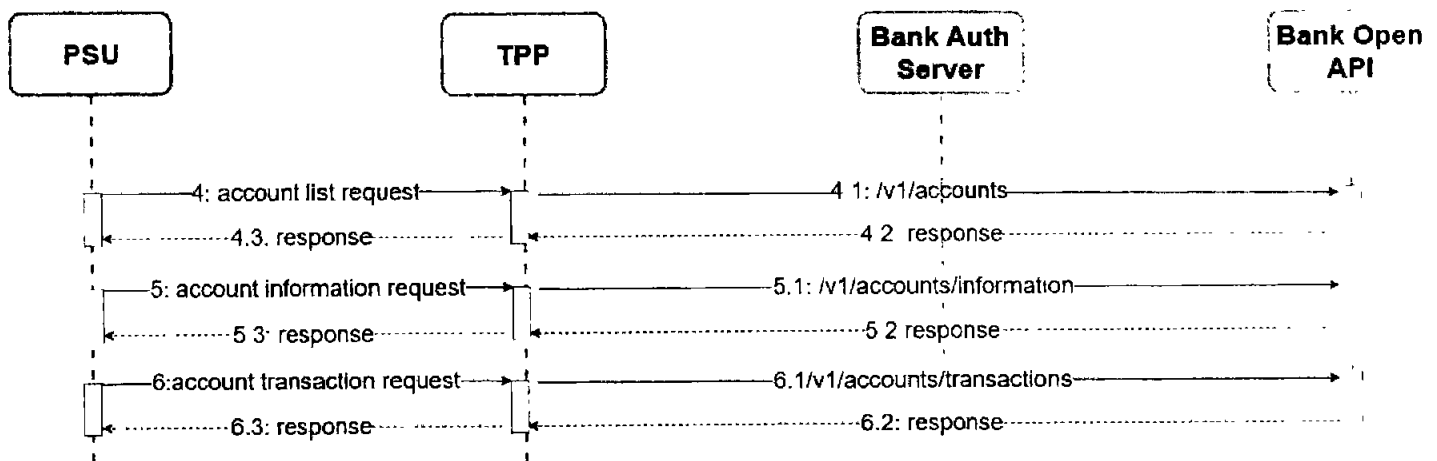 PSU
TPP
Bank Auth
Server
Bank Open
API
4: account list request
4 1: /v1/accounts
4.3. response
4 2 response
5: account information request
5.1: /v1/accounts/information
5 3: response
5 2 response
6:account transaction request
6.1/v1/accounts/transactions
6.3: response
6.2: response